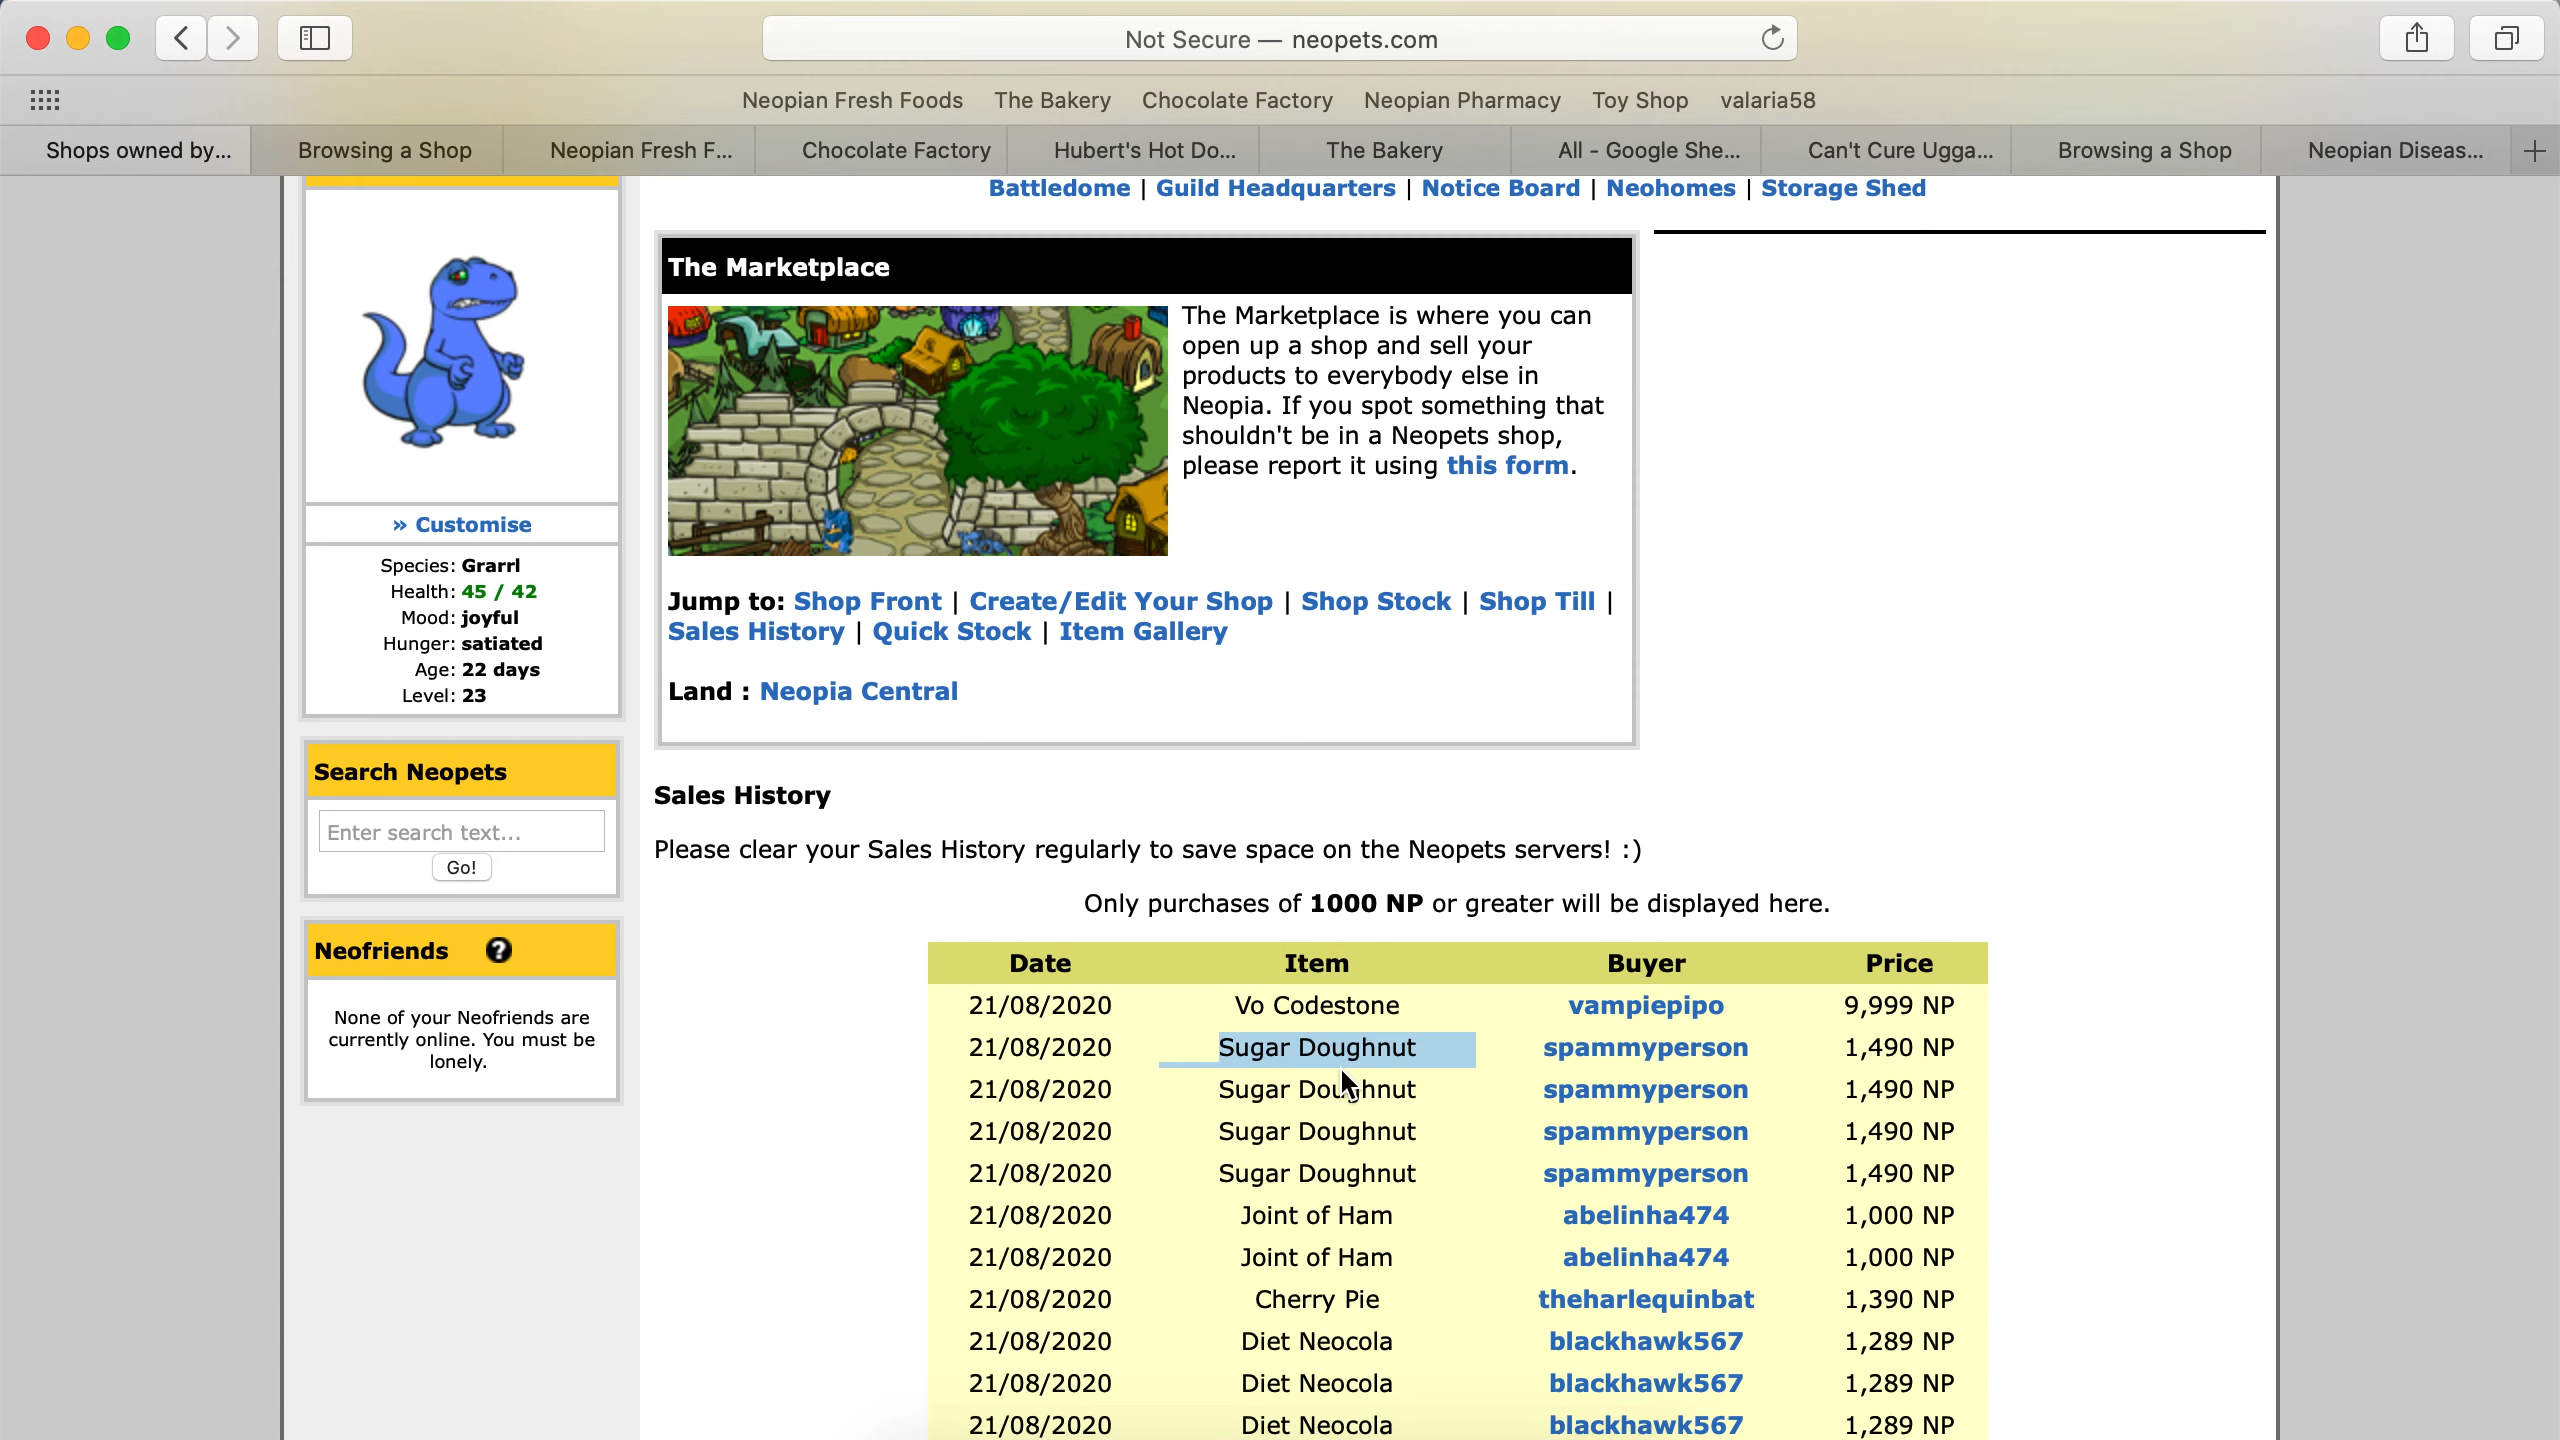 Not Secure — neopets.com
Neopian Fresh Foods The Bakery Chocolate Factory Neopian Pharmacy Toy Shop valaria58
Shops owned by... Browsing a Shop Neopian Fresh F... Chocolate Factory Hubert's Hot Do... The Bakery All - Google She... Can't Cure Ugga... Browsing a Shop Neopian Diseas...
Battledome | Guild Headquarters | Notice Board | Neohomes | Storage Shed
» Customise
Species: Grarrl
Health: 45 / 42
Mood: joyful
Hunger: satiated
Age: 22 days
Level: 23
Search Neopets
Enter search text...
Go!
Neofriends ?
None of your Neofriends are
currently online. You must be
lonely.
The Marketplace
The Marketplace is where you can
open up a shop and sell your
products to everybody else in
Neopia. If you spot something that
shouldn't be in a Neopets shop,
please report it using this form.
Jump to: Shop Front | Create/Edit Your Shop | Shop Stock | Shop Till |
Sales History | Quick Stock | Item Gallery
Land : Neopia Central
Sales History
Please clear your Sales History regularly to save space on the Neopets servers! :)
Only purchases of 1000 NP or greater will be displayed here.
Date Item Buyer Price
21/08/2020 Vo Codestone vampiepipo 9,999 NP
21/08/2020 Sugar Doughnut spammyperson 1,490 NP
21/08/2020 Sugar Doughnut spammyperson 1,490 NP
21/08/2020 Sugar Doughnut spammyperson 1,490 NP
21/08/2020 Sugar Doughnut spammyperson 1,490 NP
21/08/2020 Joint of Ham abelinha474 1,000 NP
21/08/2020 Joint of Ham abelinha474 1,000 NP
21/08/2020 Cherry Pie theharlequinbat 1,390 NP
21/08/2020 Diet Neocola blackhawk567 1,289 NP
21/08/2020 Diet Neocola blackhawk567 1,289 NP
21/08/2020 Diet Neocola blackhawk567 1,289 NP